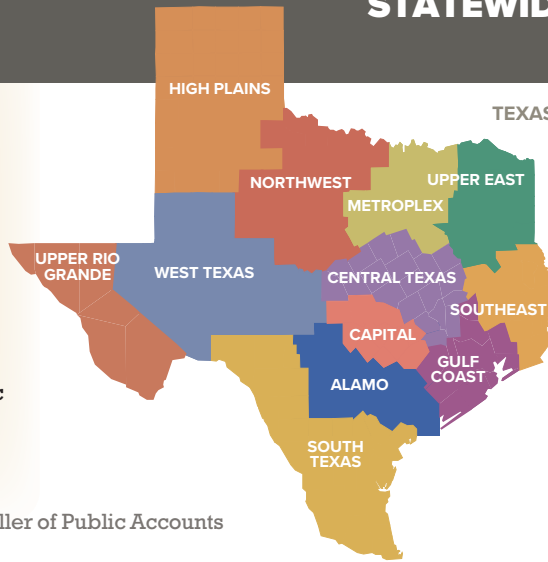 STATEWID
TEXAS
HIGH PLAINS
NORTHWEST
UPPER EAST
METROPLEX
UPPER RIO
GRANDE
WEST TEXAS
CENTRAL TEXAS
SOUTHEAST
CAPITAL
GULF
COAST
ALAMO
SOUTH
TEXAS
ller of Public Accounts